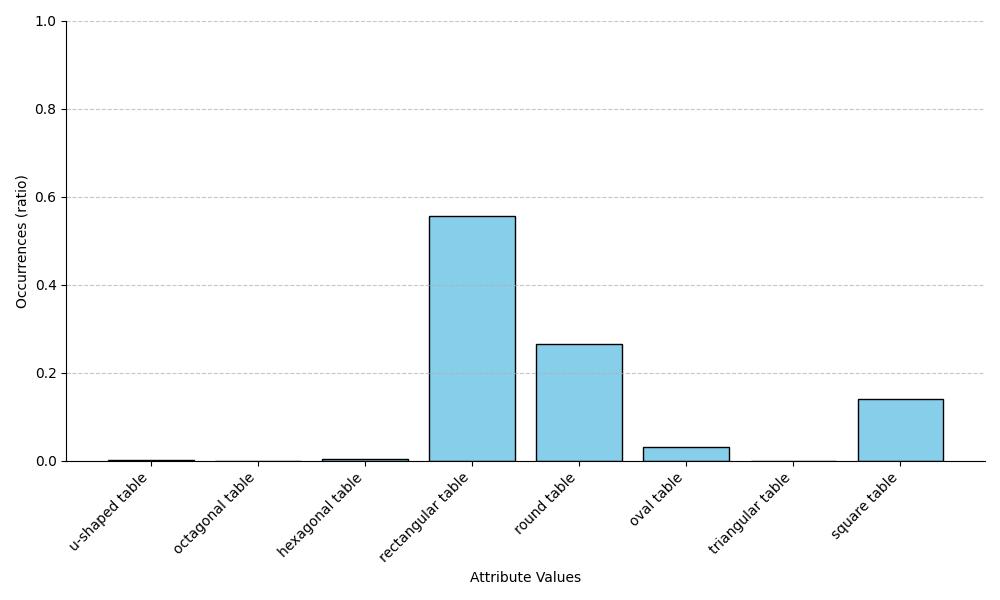 1.0
0.8
0.6
0.4
0.2
0.0
Occurrences (ratio)
u-shaped table
octagonal table
hexagonal table
rectangular table
round table
oval table
triangular table
square table
Attribute Values